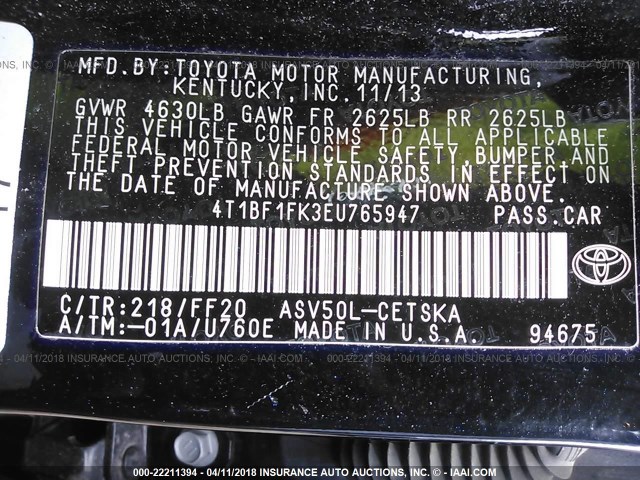 MFD.BY:TOYOTA MOTOR MANUFACTURING,
KENTUCKY, INC. 11/13
GVWR 4630LB GAWR FR 2625LB RR 2625LB
THIS VEHICLE CONFORMS TO ALL APPLICABLE
FEDERAL MOTOR VEHICLE SAFETY,BUMPER,AND
THEFT PREVENTION STANDARDS IN EFFECT ON
THE DATE OF MANUFACTURE SHOWN ABOVE.
4T1BF1FK3EU765947 PASS.CAR
C/TR:218/FF20 ASV50L-CETSKA
A/TM:-01A/U760E MADE IN U.S.A. 94675
000-22211394 - 04/11/2018 INSURANCE AUTO AUCTIONS, INC. - © - IAAI.COM